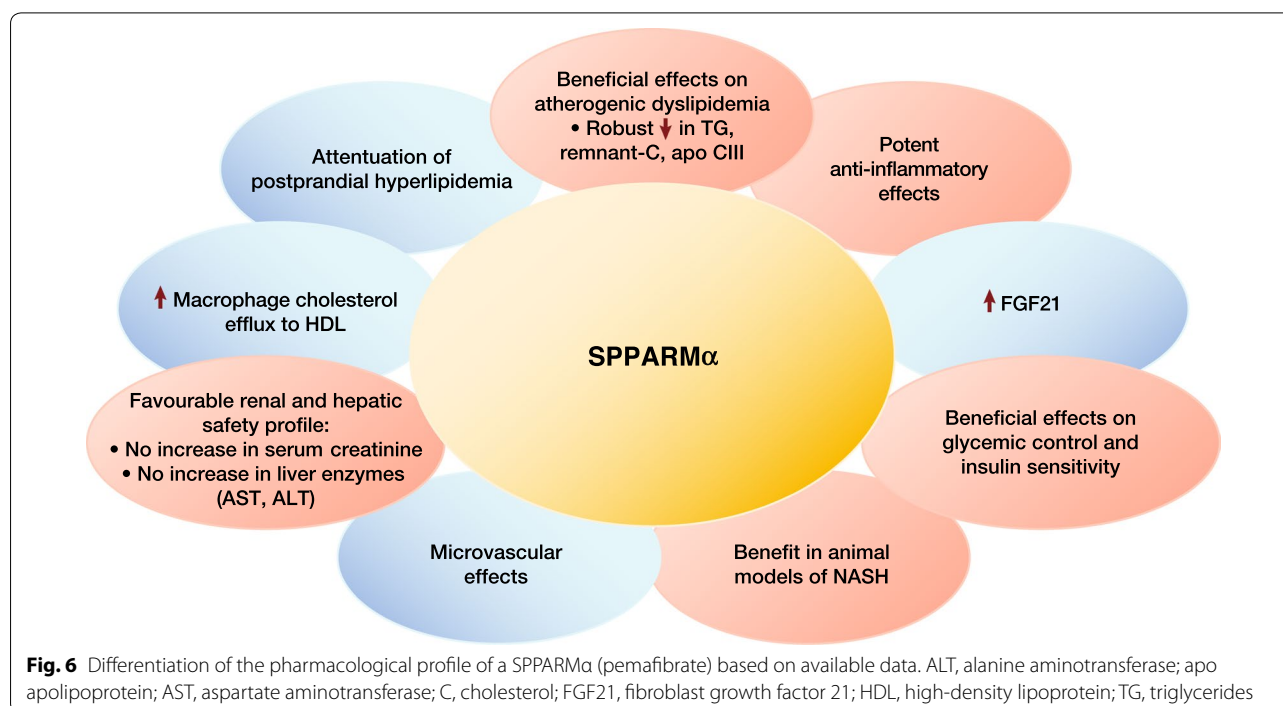 Beneficial effects on
atherogenic dyslipidemia
• Robust ↓ in TG,
remnant-C, apo CIII
Attentuation of
postprandial hyperlipidemia
Potent
anti-inflammatory
effects
↑ Macrophage cholesterol
efflux to HDL
↑ FGF21
SPPARMα
Favourable renal and hepatic
safety profile:
• No increase in serum creatinine
• No increase in liver enzymes
(AST, ALT)
Beneficial effects on
glycemic control and
insulin sensitivity
Microvascular
effects
Benefit in animal
models of NASH
Fig. 6 Differentiation of the pharmacological profile of a SPPARMα (pemafibrate) based on available data. ALT, alanine aminotransferase; apo
apolipoprotein; AST, aspartate aminotransferase; C, cholesterol; FGF21, fibroblast growth factor 21; HDL, high-density lipoprotein; TG, triglycerides